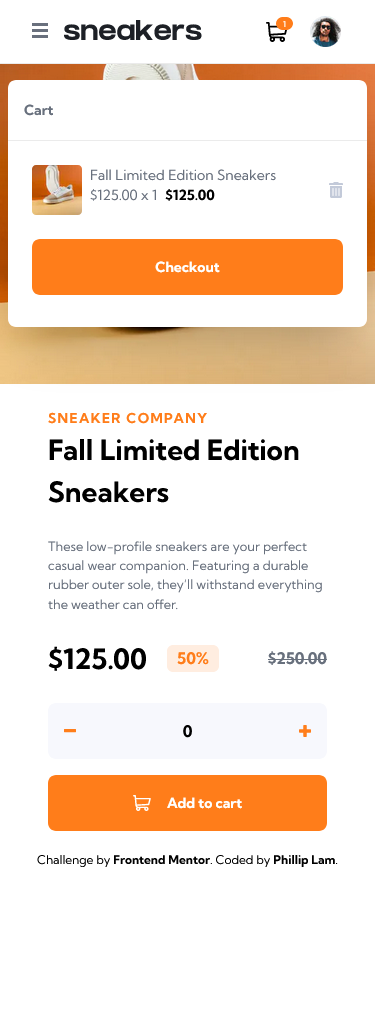 sneakers
1
Cart
Fall Limited Edition Sneakers
$125.00 x 1 $125.00
Checkout
SNEAKER COMPANY
Fall Limited Edition
Sneakers
These low-profile sneakers are your perfect
casual wear companion. Featuring a durable
rubber outer sole, they'll withstand everything
the weather can offer.
$125.00 50% $250.00
0
Add to cart
Challenge by Frontend Mentor. Coded by Phillip Lam.